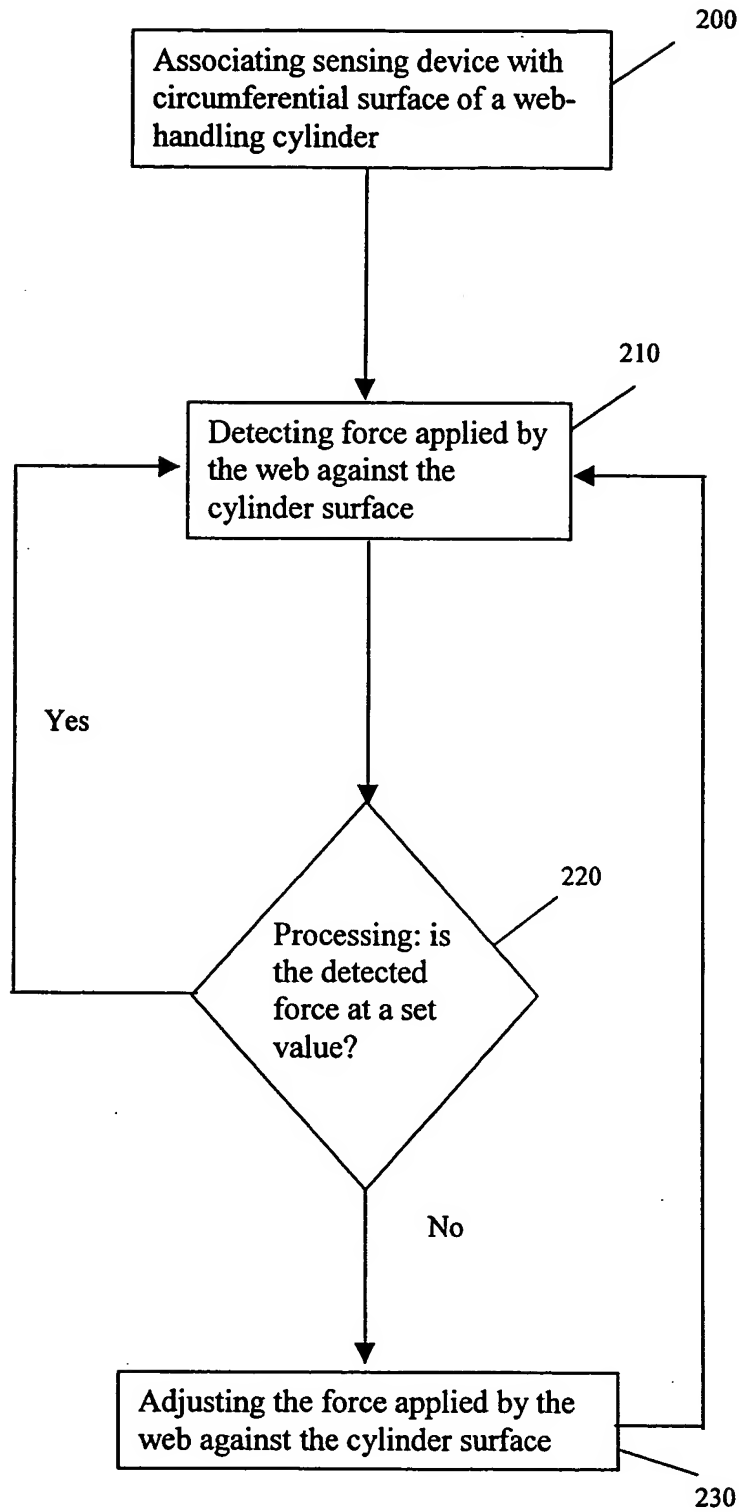 200
Associating sensing device with
circumferential surface of a web-
handling cylinder
210
Detecting force applied by
the web against the
cylinder surface
Yes
220
Processing: is
the detected
force at a set
value?
No
Adjusting the force applied by the
web against the cylinder surface
230